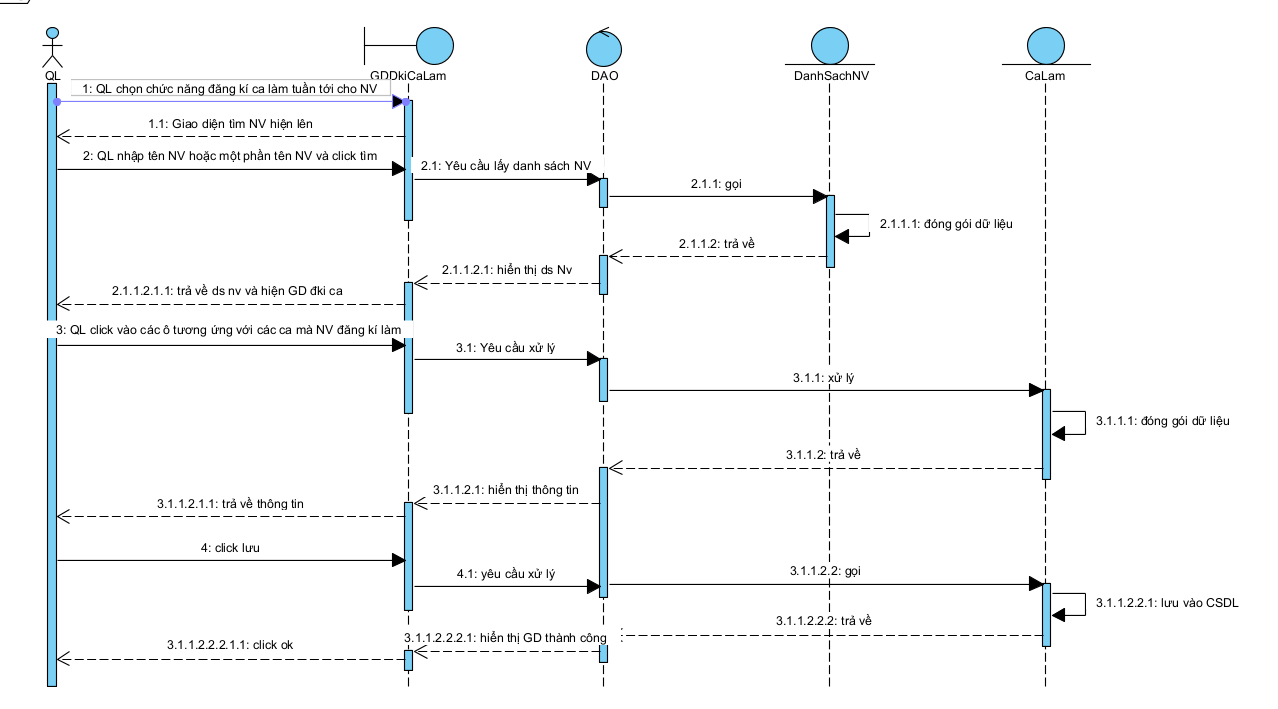 QL
GDDkiCaLam
DAO
DanhSachNV
CaLam
1: QL chọn chức năng đăng kí ca làm tuần tới cho NV
1.1: Giao diện tìm NV hiện lên
2: QL nhập tên NV hoặc một phần tên NV và click tìm
2.1: Yêu cầu lấy danh sách NV
2.1.1: gọi
2.1.1.1: đóng gói dữ liệu
2.1.1.2: trả về
2.1.1.2.1: hiển thị ds Nv
2.1.1.2.1.1: trả về ds nv và hiện GD đki ca
3: QL click vào các ô tương ứng với các ca mà NV đăng kí làm
3.1: Yêu cầu xử lý
3.1.1: xử lý
3.1.1.1: đóng gói dữ liệu
3.1.1.2: trả về
3.1.1.2.1: hiển thị thông tin
3.1.1.2.1.1: trả về thông tin
4: click lưu
4.1: yêu cầu xử lý
3.1.1.2.2: gọi
3.1.1.2.2.1: lưu vào CSDL
3.1.1.2.2.2: trả về
3.1.1.2.2.2.1: hiển thị GD thành công
3.1.1.2.2.2.1.1: click ok